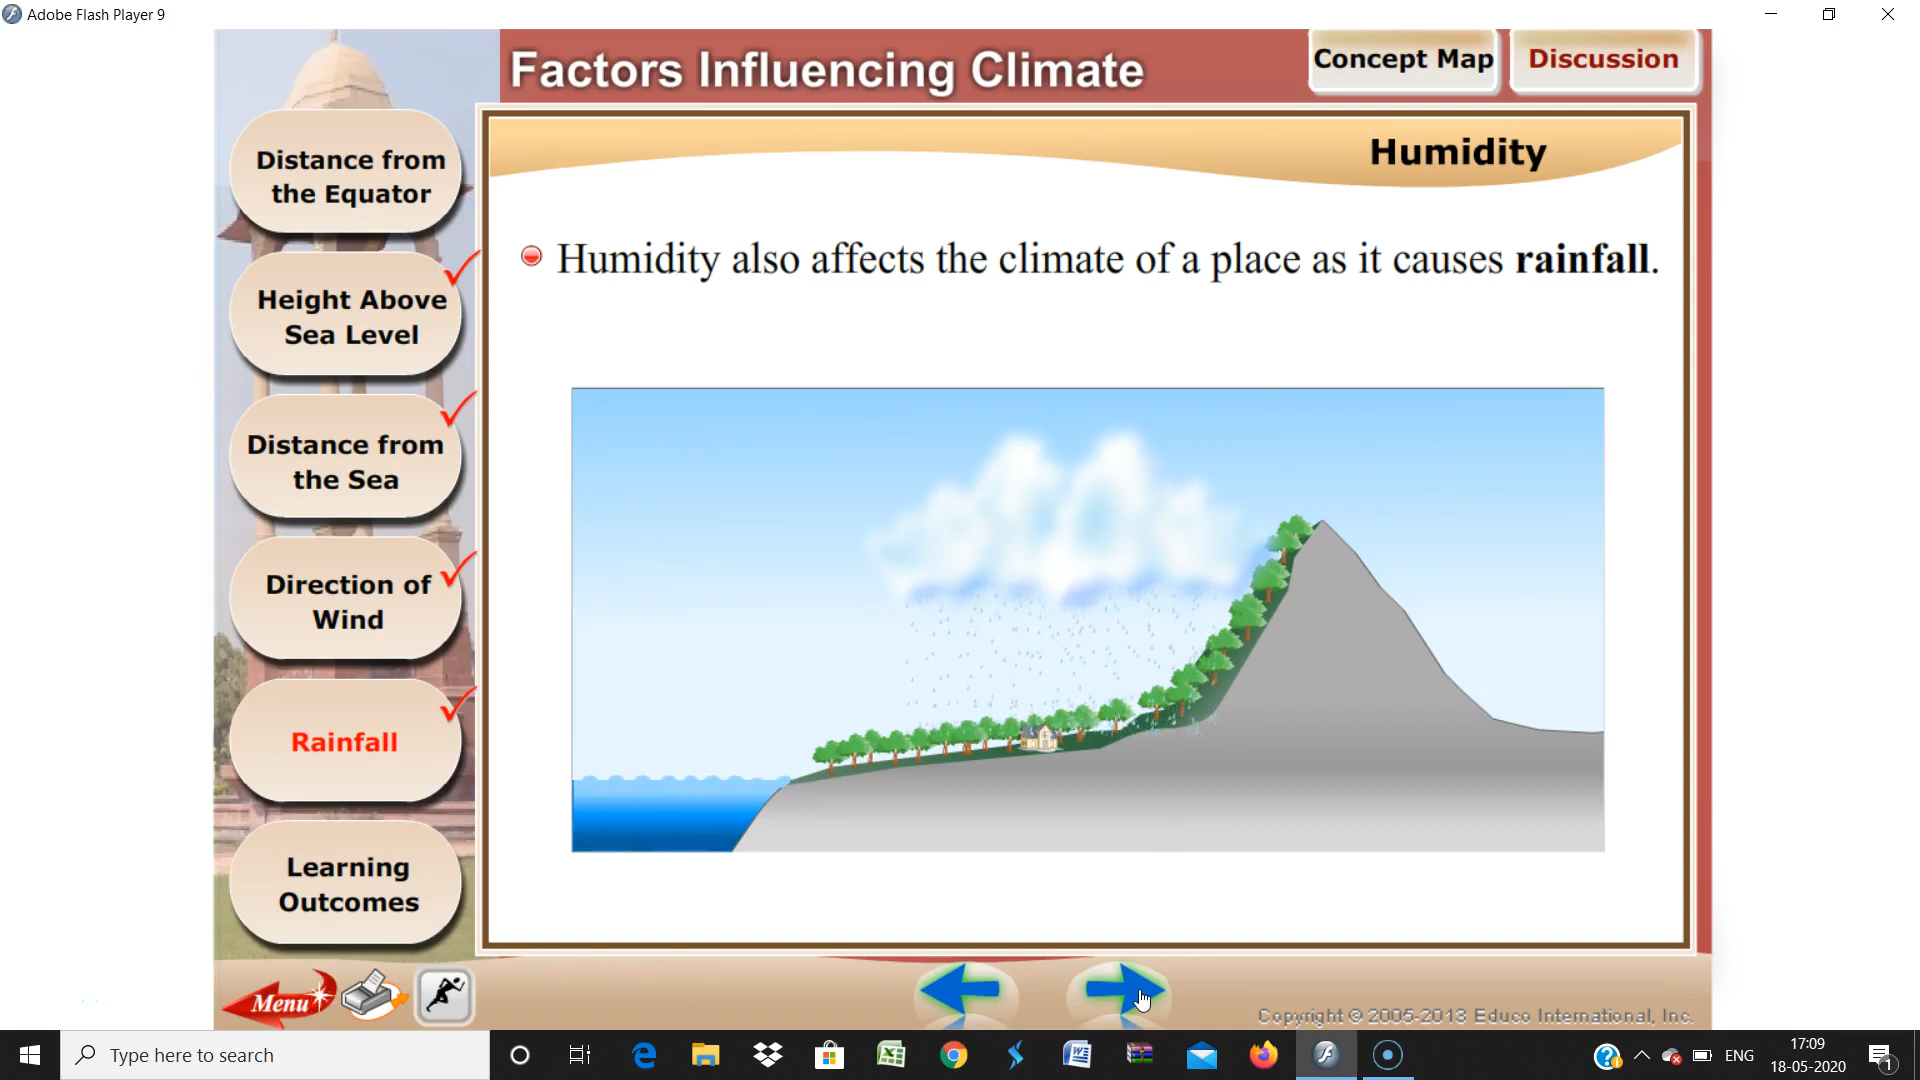 Adobe Flash Player 9
Factors Influencing Climate
Concept Map
Discussion
Humidity
Distance from
the Equator
Height Above
Sea Level
Distance from
the Sea
Direction of
Wind
Rainfall
Learning
Outcomes
Humidity also affects the climate of a place as it causes rainfall.
Menu
Copyright © 2005-2013 Educo International, Inc.
Type here to search
ENG
17:09
18-05-2020
1